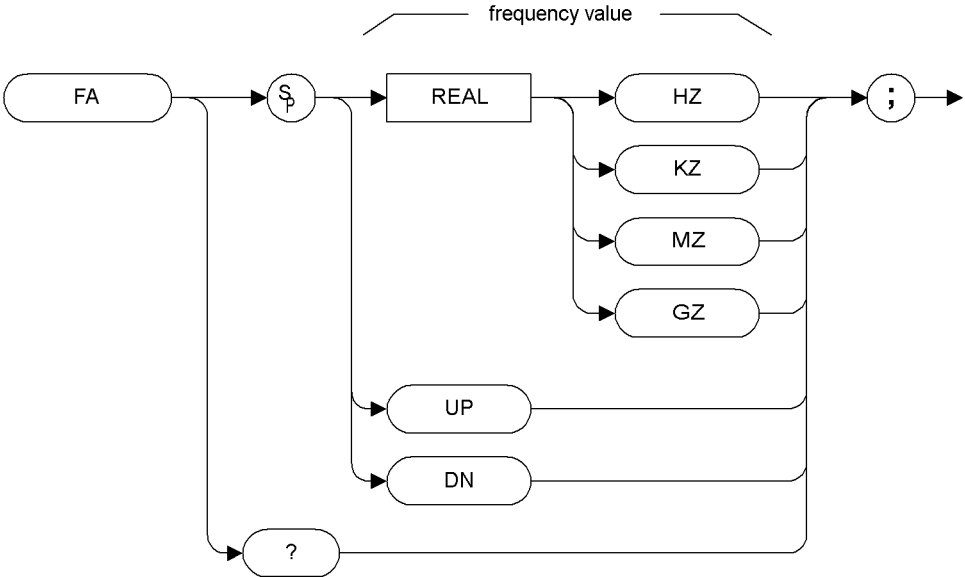 frequency value
FA
SP
REAL
HZ
;
KZ
MZ
GZ
UP
DN
?